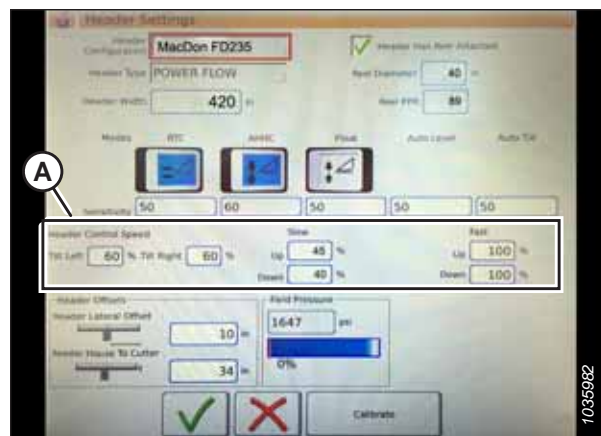 Header Settings
Header Configuration MacDon FD235 Header Has Reel Attached
Header Type POWER FLOW Reel Diameter 40 in
Header Width 420 in Reel PPR 89
Modes RTC AHHC Float Auto Level Auto Tilt
Sensitivity 50 60 50 50 50
A
Header Control Speed Slow Fast
Tilt Left 60 % Tilt Right 60 % Up 45 % Up 100 %
Down 40 % Down 100 %
Header Offsets Field Pressure
Header Lateral Offset 10 in 1647 psi
Feeder House To Cutter 34 in 0%
Calibrate
1035982